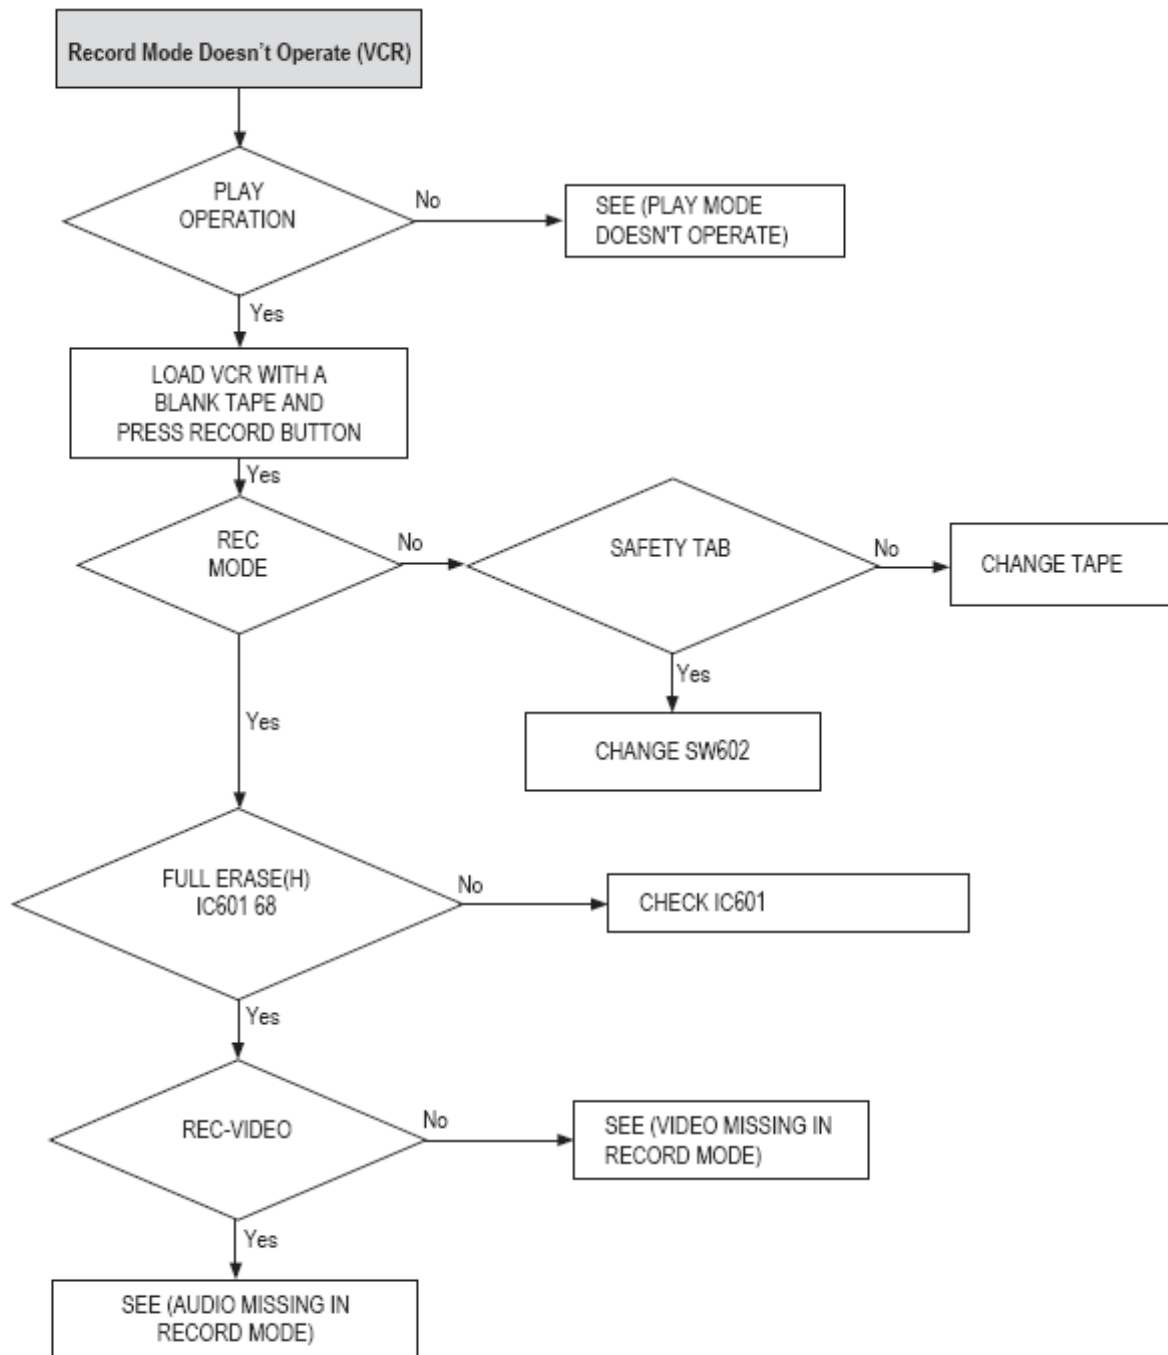 Record Mode Doesn't Operate (VCR)
PLAY
OPERATION
No
SEE (PLAY MODE
DOESN'T OPERATE)
Yes
LOAD VCR WITH A
BLANK TAPE AND
PRESS RECORD BUTTON
Yes
REC
MODE
No
SAFETY TAB
No
CHANGE TAPE
Yes
CHANGE SW602
Yes
FULL ERASE(H)
IC601 68
No
CHECK IC601
Yes
REC-VIDEO
No
SEE (VIDEO MISSING IN
RECORD MODE)
Yes
SEE (AUDIO MISSING IN
RECORD MODE)